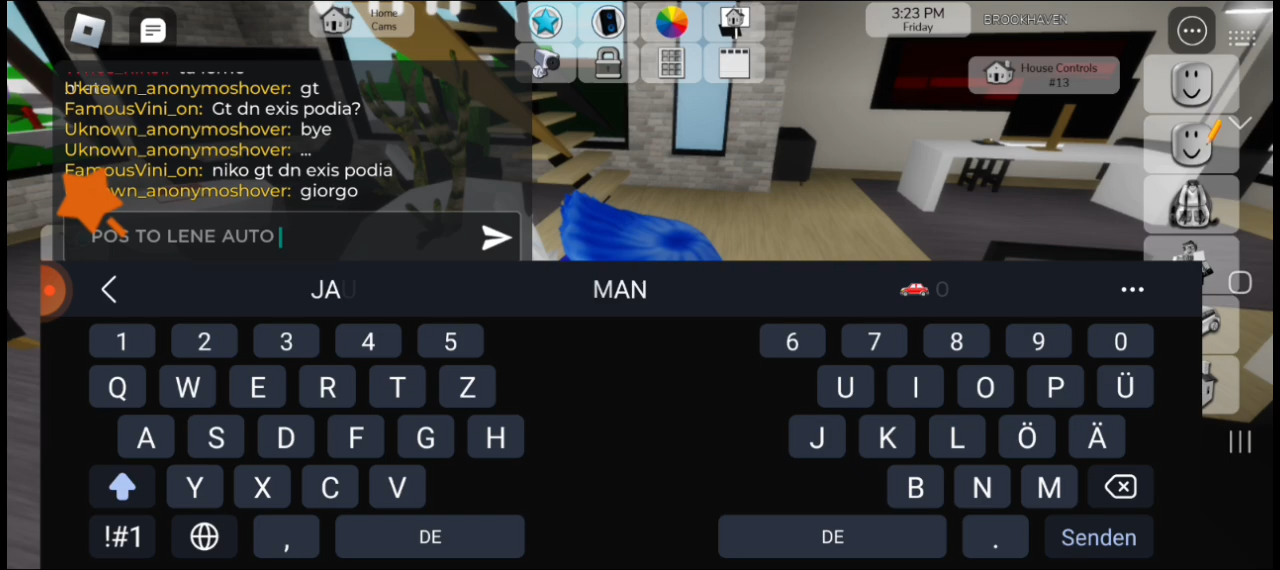 Home
Cams
3:23 PM
Friday
BROOKHAVEN
House Controls
#13
gt
FamousVini_on: Gt dn exis podia?
Uknown_anonymoshover: bye
Uknown_anonymoshover: ...
FamousVini_on: niko gt dn exis podia
giorgo
POS TO LENE AUTO
JAU
MAN
O
1 2 3 4 5 6 7 8 9 0
Q W E R T Z U I O P Ü
A S D F G H J K L Ö Ä
Y X C V B N M
!#1 , DE DE . Senden